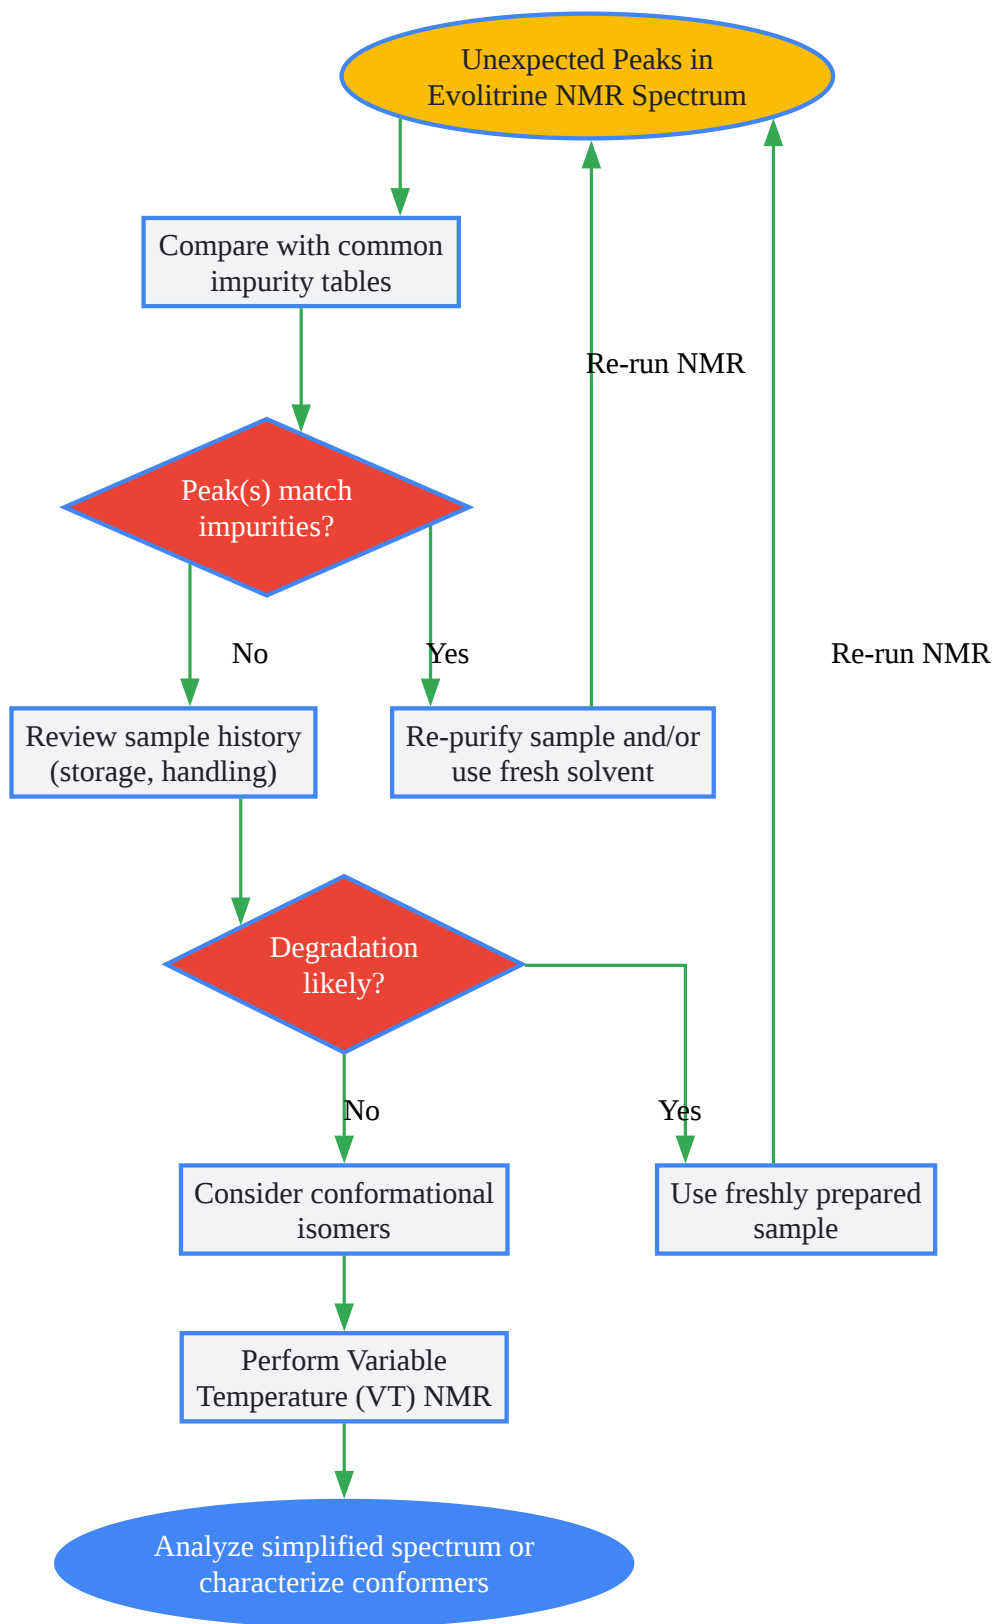 Unexpected Peaks in
Evolitrine NMR Spectrum
Compare with common
impurity tables
Re-run NMR
Peak(s) match
impurities?
No
Yes
Re-run NMR
Review sample history
(storage, handling)
Re-purify sample and/or
use fresh solvent
Degradation
likely?
No
Yes
Consider conformational
isomers
Use freshly prepared
sample
Perform Variable
Temperature (VT) NMR
Analyze simplified spectrum or
characterize conformers